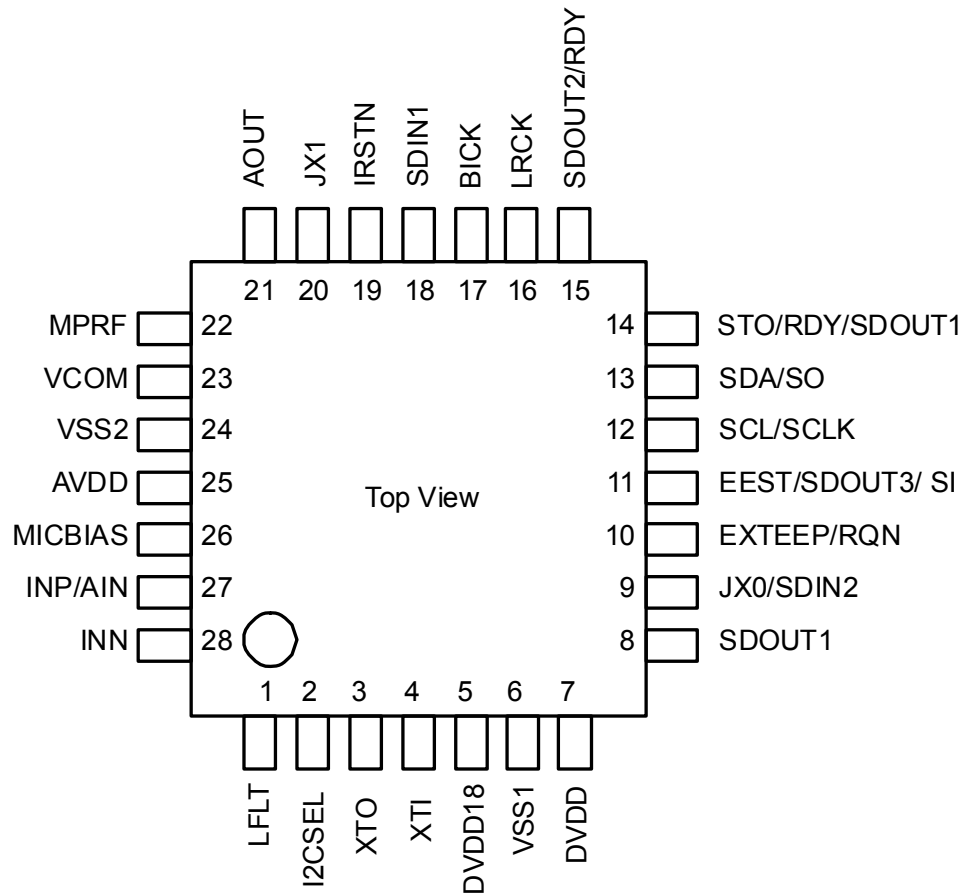 AOUT
JX1
IRSTN
SDIN1
BICK
LRCK
SDOUT2/RDY
21
20
19
18
17
16
15
MPRF 22
14 STO/RDY/SDOUT1
VCOM 23
13 SDA/SO
VSS2 24
12 SCL/SCLK
AVDD 25
11 EEST/SDOUT3/ SI
Top View
MICBIAS 26
10 EXTEEP/RQN
INP/AIN 27
9 JX0/SDIN2
INN 28
8 SDOUT1
1
2
3
4
5
6
7
LFLT
I2CSEL
XTO
XTI
DVDD18
VSS1
DVDD